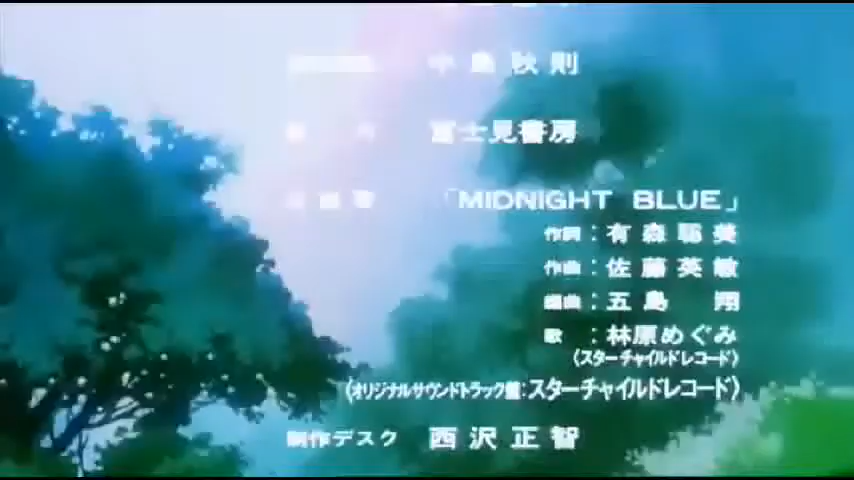 中島秋則
富士見書房
主題歌 「MIDNIGHT BLUE」
作詞：有森聡美
作曲：佐藤英敏
編曲：五島 翔
歌 ：林原めぐみ
（スターチャイルドレコード）
（オリジナルサウンドトラック盤：スターチャイルドレコード）
制作デスク 西沢正智